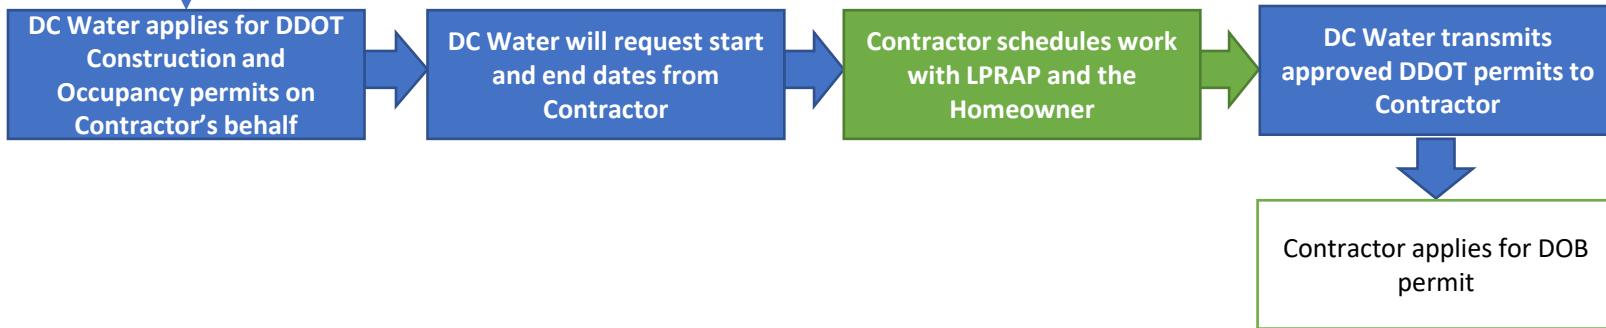 DC Water applies for DDOT
Construction and
Occupancy permits on
Contractor’s behalf
DC Water will request start
and end dates from
Contractor
Contractor schedules work
with LPRAP and the
Homeowner
DC Water transmits
approved DDOT permits to
Contractor
Contractor applies for DOB
permit